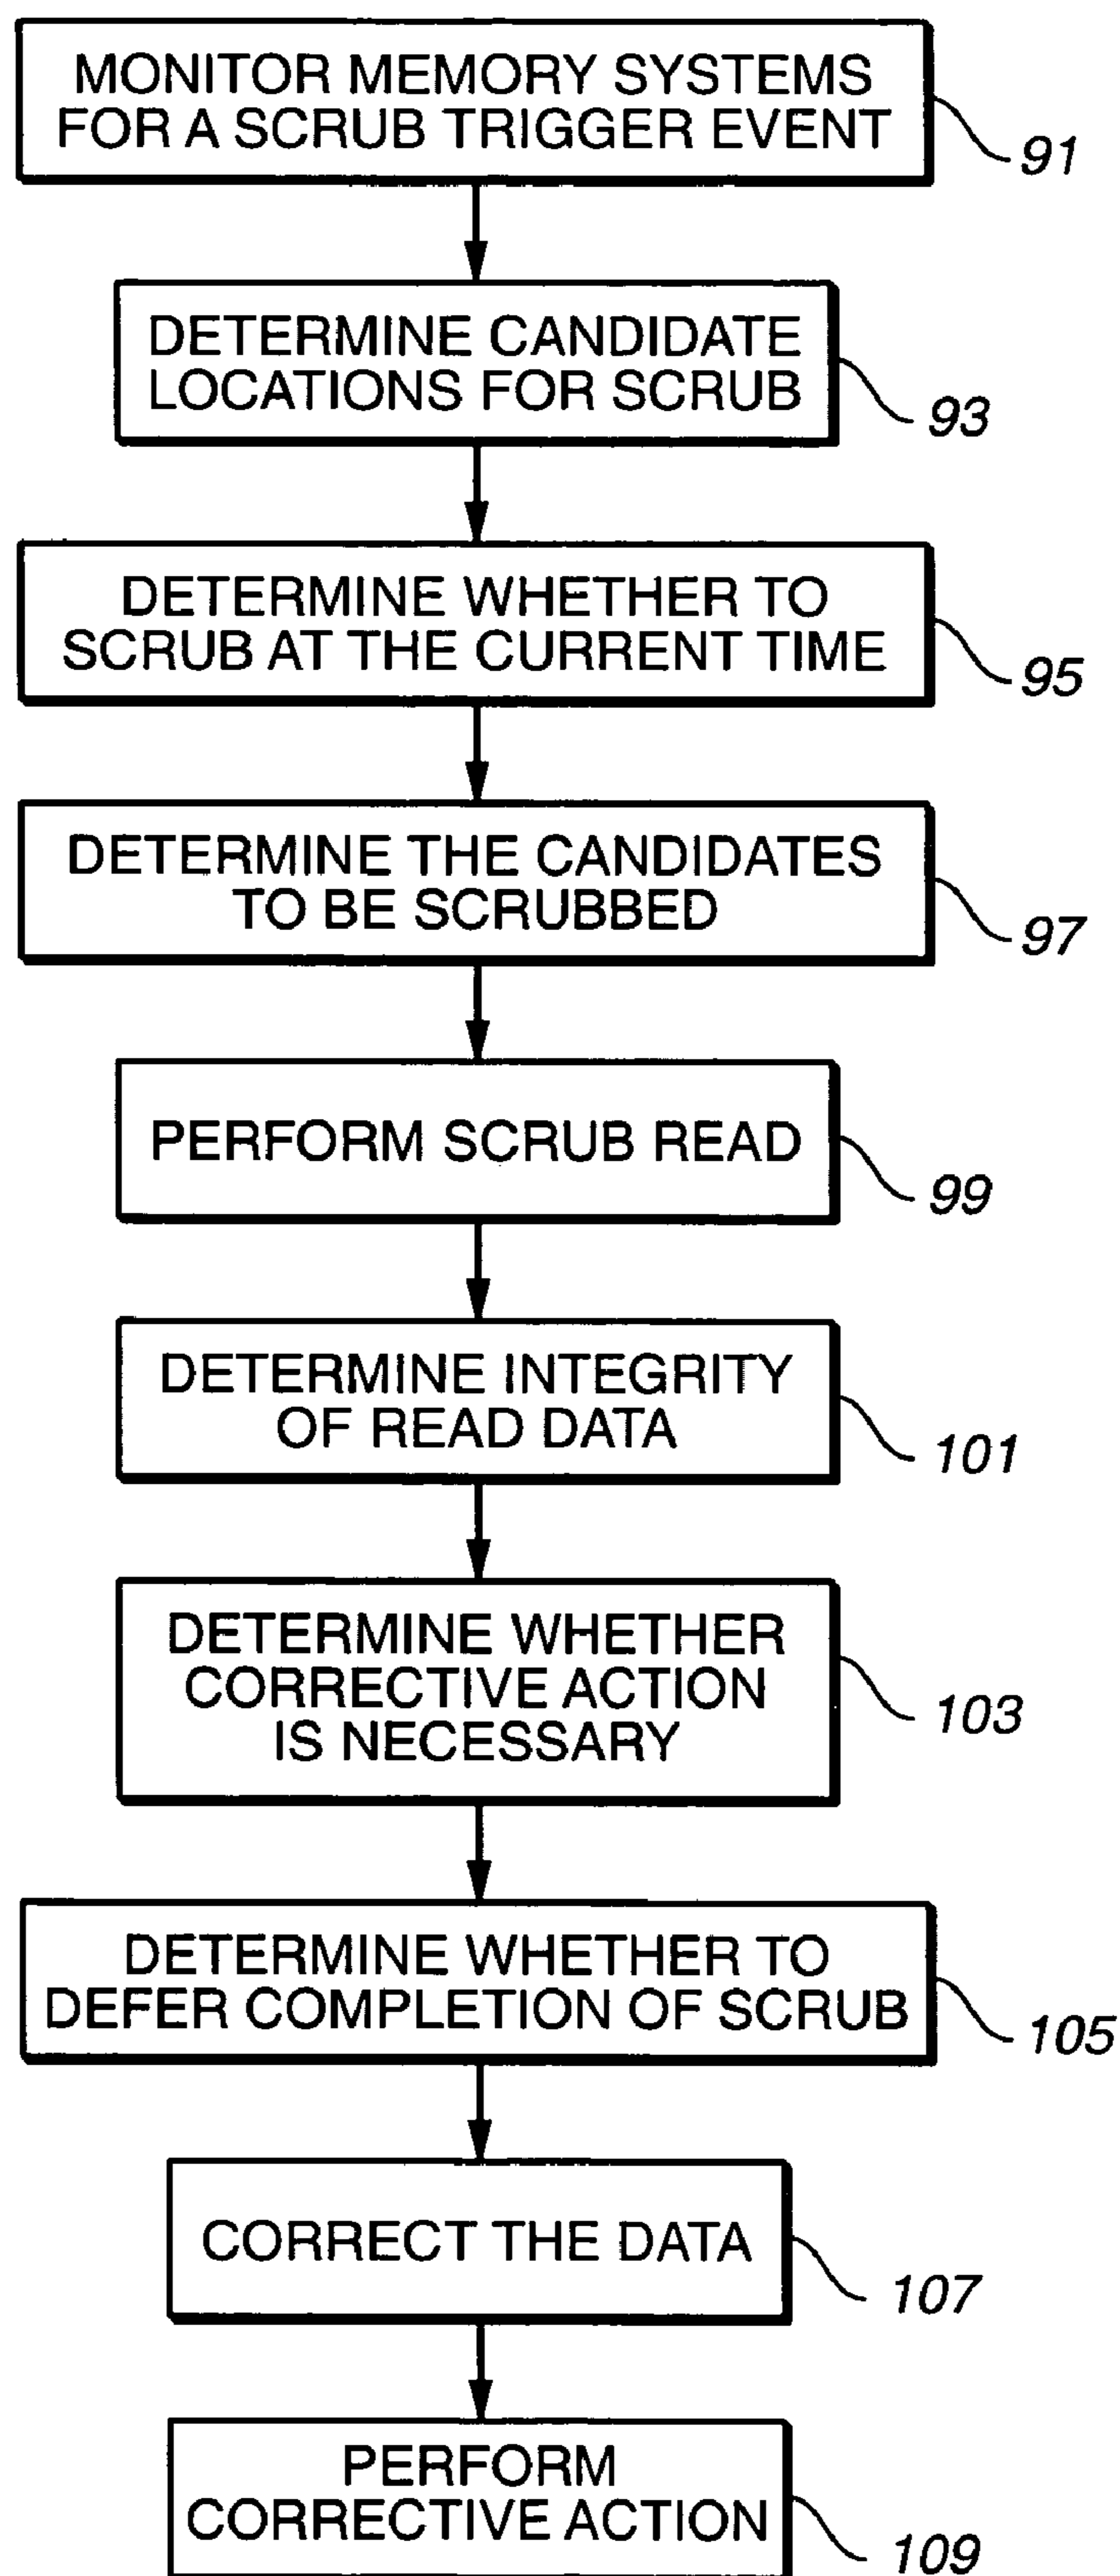 MONITOR MEMORY SYSTEMS
FOR A SCRUB TRIGGER EVENT
91
DETERMINE CANDIDATE
LOCATIONS FOR SCRUB
93
DETERMINE WHETHER TO
SCRUB AT THE CURRENT TIME
95
DETERMINE THE CANDIDATES
TO BE SCRUBBED
97
PERFORM SCRUB READ
99
DETERMINE INTEGRITY
OF READ DATA
101
DETERMINE WHETHER
CORRECTIVE ACTION
IS NECESSARY
103
DETERMINE WHETHER TO
DEFER COMPLETION OF SCRUB
105
CORRECT THE DATA
107
PERFORM
CORRECTIVE ACTION
109